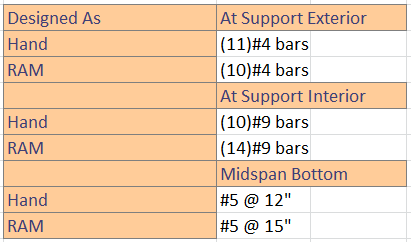 Designed As At Support Exterior
Hand (11)#4 bars
RAM (10)#4 bars
At Support Interior
Hand (10)#9 bars
RAM (14)#9 bars
Midspan Bottom
Hand #5 @ 12"
RAM #5 @ 15"